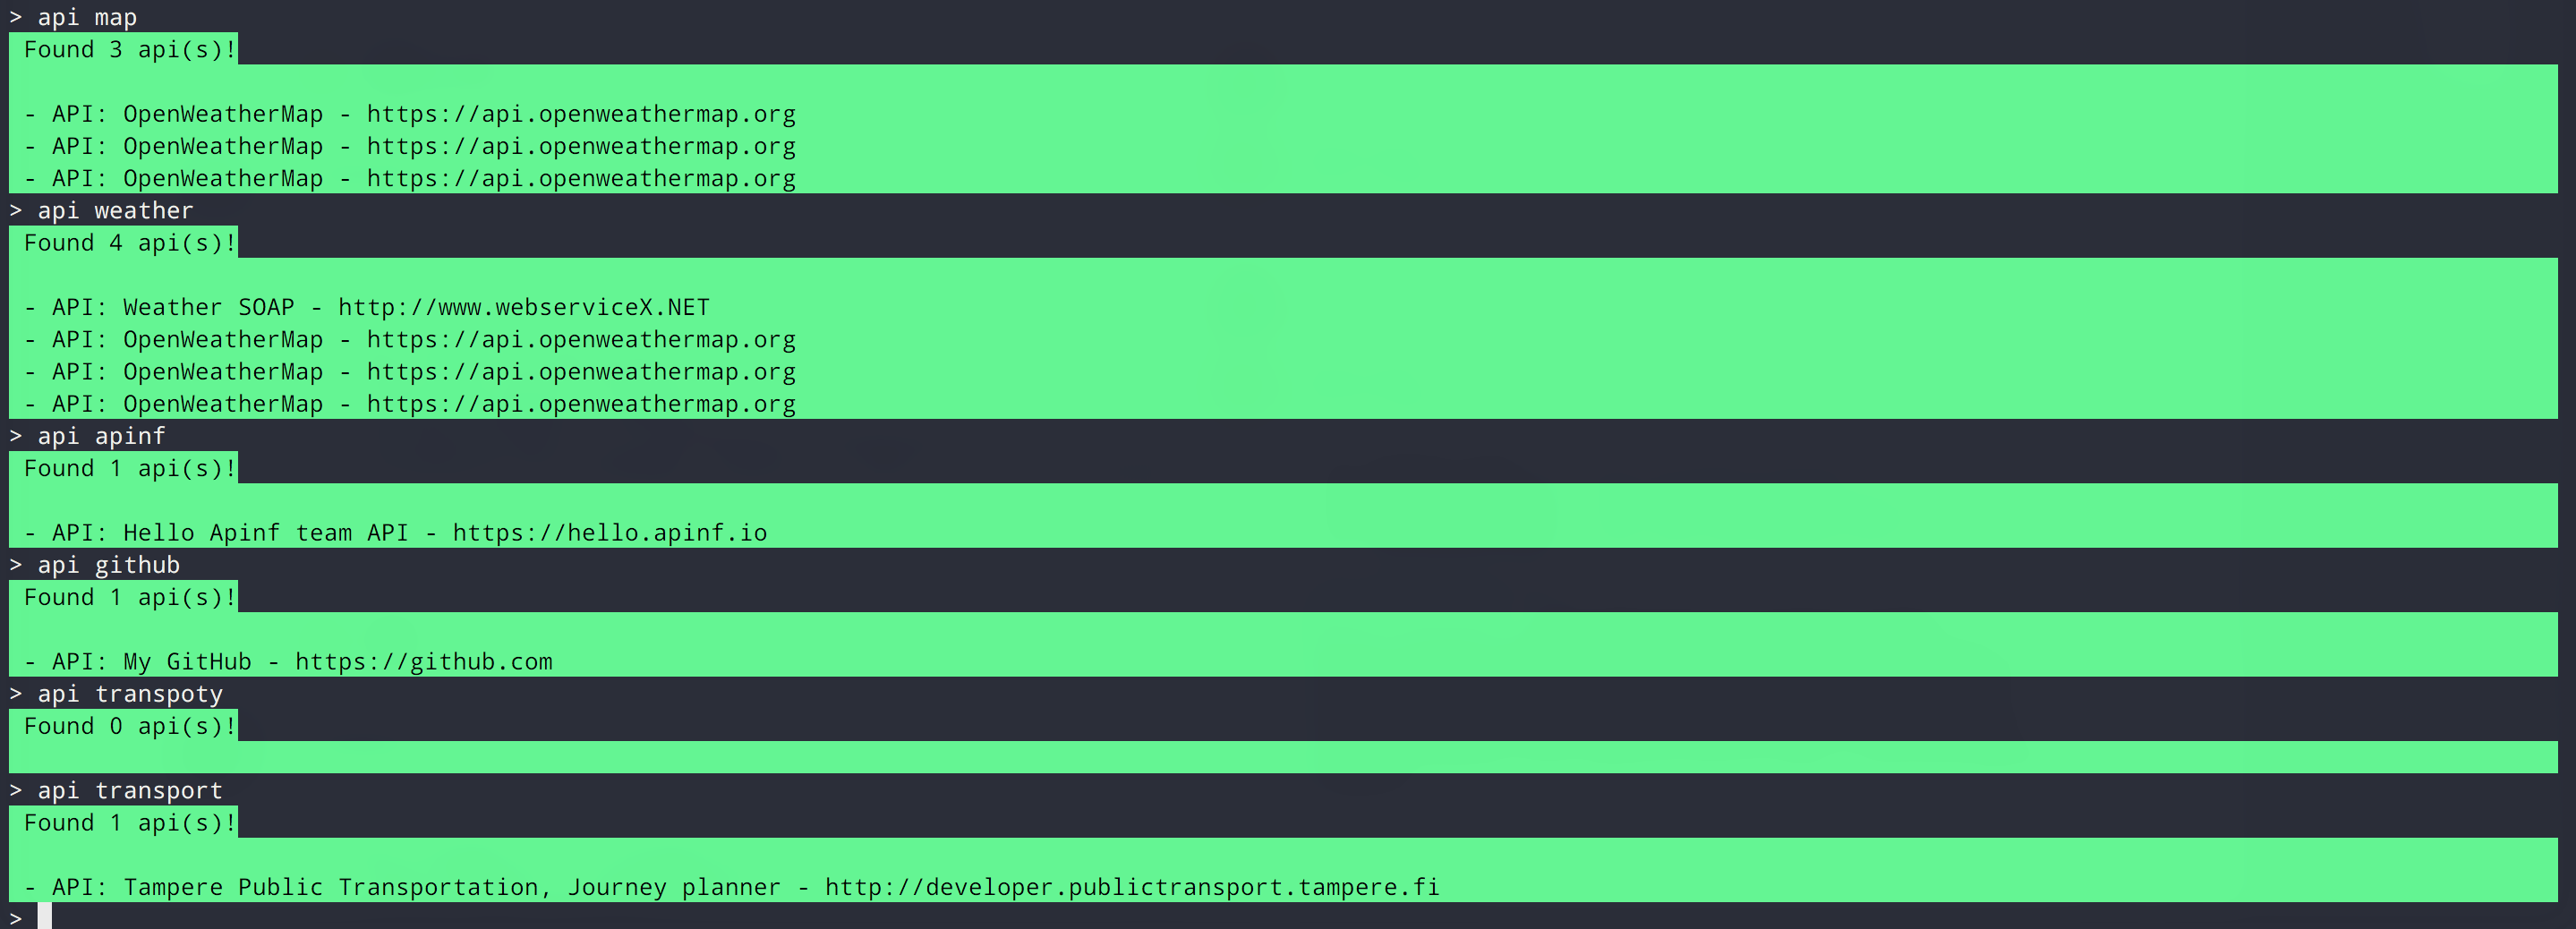 > api map
Found 3 api(s)!
- API: OpenWeatherMap - https://api.openweathermap.org
- API: OpenWeatherMap - https://api.openweathermap.org
- API: OpenWeatherMap - https://api.openweathermap.org
> api weather
Found 4 api(s)!
- API: Weather SOAP - http://www.webserviceX.NET
- API: OpenWeatherMap - https://api.openweathermap.org
- API: OpenWeatherMap - https://api.openweathermap.org
- API: OpenWeatherMap - https://api.openweathermap.org
> api apinf
Found 1 api(s)!
- API: Hello Apinf team API - https://hello.apinf.io
> api github
Found 1 api(s)!
- API: My GitHub - https://github.com
> api transpoty
Found 0 api(s)!
> api transport
Found 1 api(s)!
- API: Tampere Public Transportation, Journey planner - http://developer.publictransport.tampere.fi
>